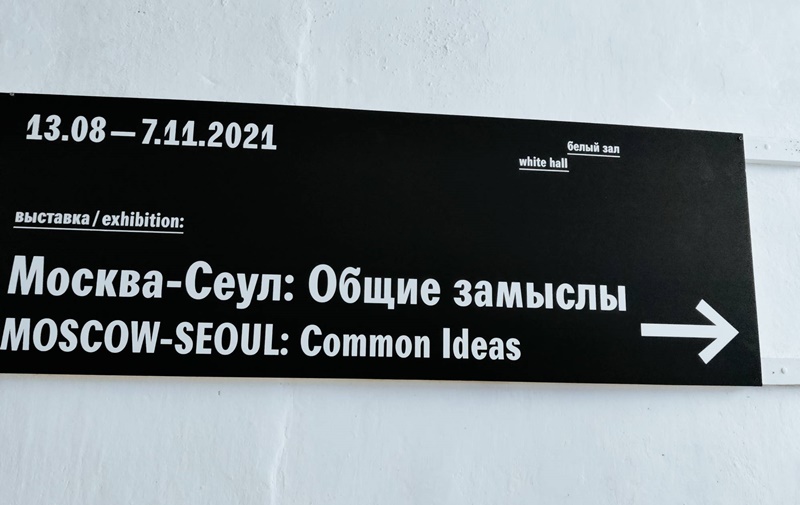 13.08—7.11.2021
белый зал
white hall
выставка/exhibition:
Москва-Сеул: Общие замыслы
MOSCOW-SEOUL: Common Ideas